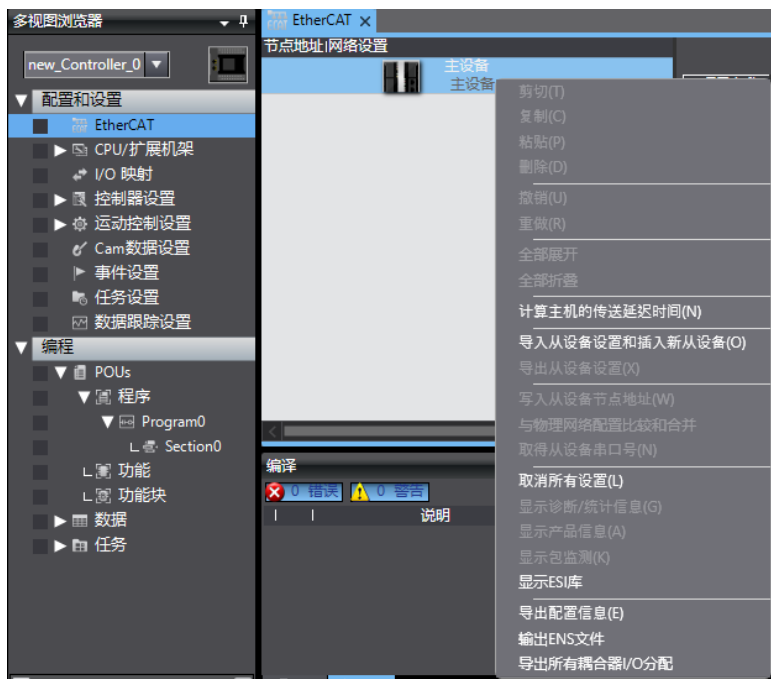 多视图浏览器
new_Controller_0
配置和设置
EtherCAT
CPU/扩展机架
I/O 映射
控制器设置
运动控制设置
Cam数据设置
事件设置
任务设置
数据跟踪设置
编程
POUs
程序
Program0
Section0
功能
功能块
数据
任务
EtherCAT
节点地址|网络设置
主设备
主设备
剪切(T)
复制(C)
粘贴(P)
删除(D)
撤销(U)
重做(R)
全部展开
全部折叠
计算主机的传送延迟时间(N)
导入从设备设置和插入新从设备(O)
导出从设备设置(X)
写入从设备节点地址(W)
与物理网络配置比较和合并
取得从设备串口号(N)
取消所有设置(L)
显示诊断/统计信息(G)
显示产品信息(A)
显示包监测(K)
显示ESI库
导出配置信息(E)
输出ENS文件
导出所有耦合器I/O分配
编译
0 错误 0 警告
说明